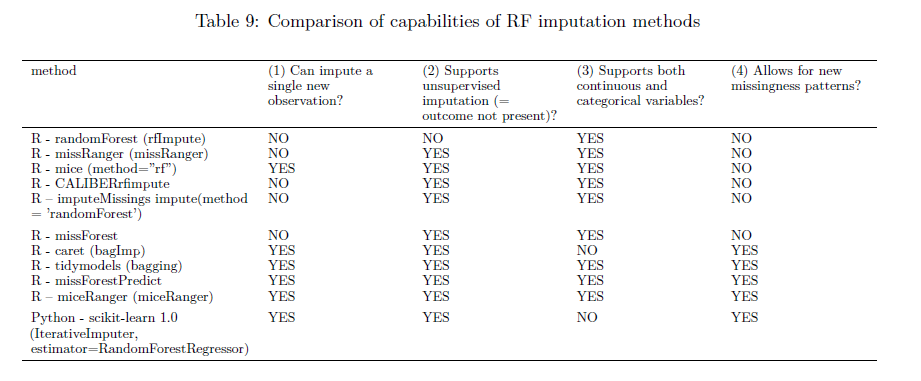 Table 9: Comparison of capabilities of RF imputation methods
method (1) Can impute a (2) Supports (3) Supports both (4) Allows for new
single new unsupervised continuous and missingness patterns?
observation? imputation (= categorical variables?
outcome not present)?
R - randomForest (rfImpute) NO NO YES NO
R - missRanger (missRanger) NO YES YES NO
R - mice (method=”rf”) YES YES YES NO
R - CALIBERrfimpute NO YES YES NO
R – imputeMissings impute(method NO YES YES NO
= ’randomForest’)
R - missForest NO YES YES NO
R - caret (bagImp) YES YES NO YES
R - tidymodels (bagging) YES YES YES YES
R - missForestPredict YES YES YES YES
R – miceRanger (miceRanger) YES YES YES YES
Python - scikit-learn 1.0 YES YES NO YES
(IterativeImputer,
estimator=RandomForestRegressor)